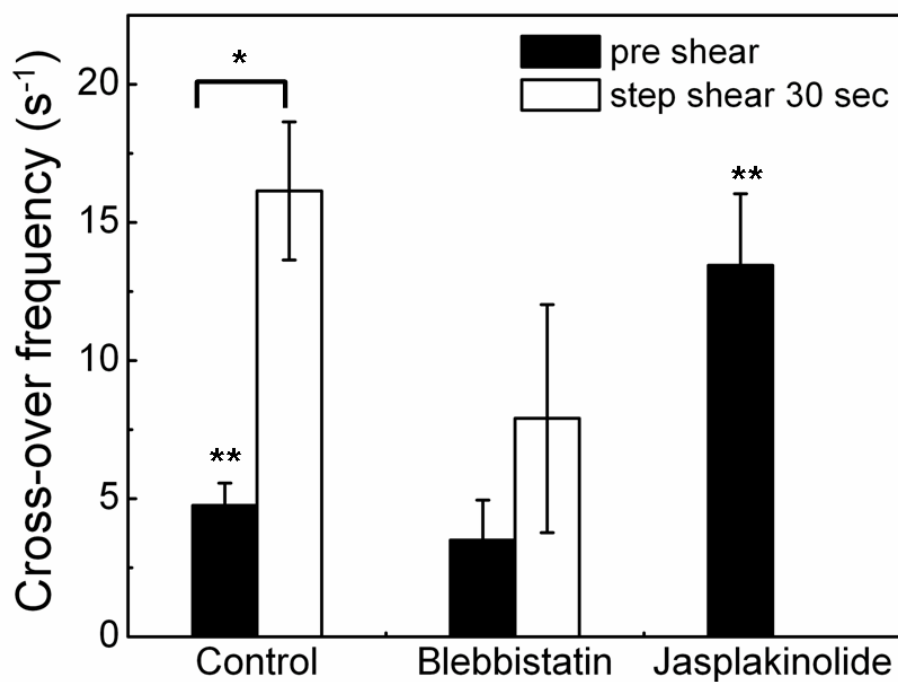 Cross-over frequency (s⁻¹)
20
15
10
5
0
*
**
**
pre shear
step shear 30 sec
Control
Blebbistatin
Jasplakinolide